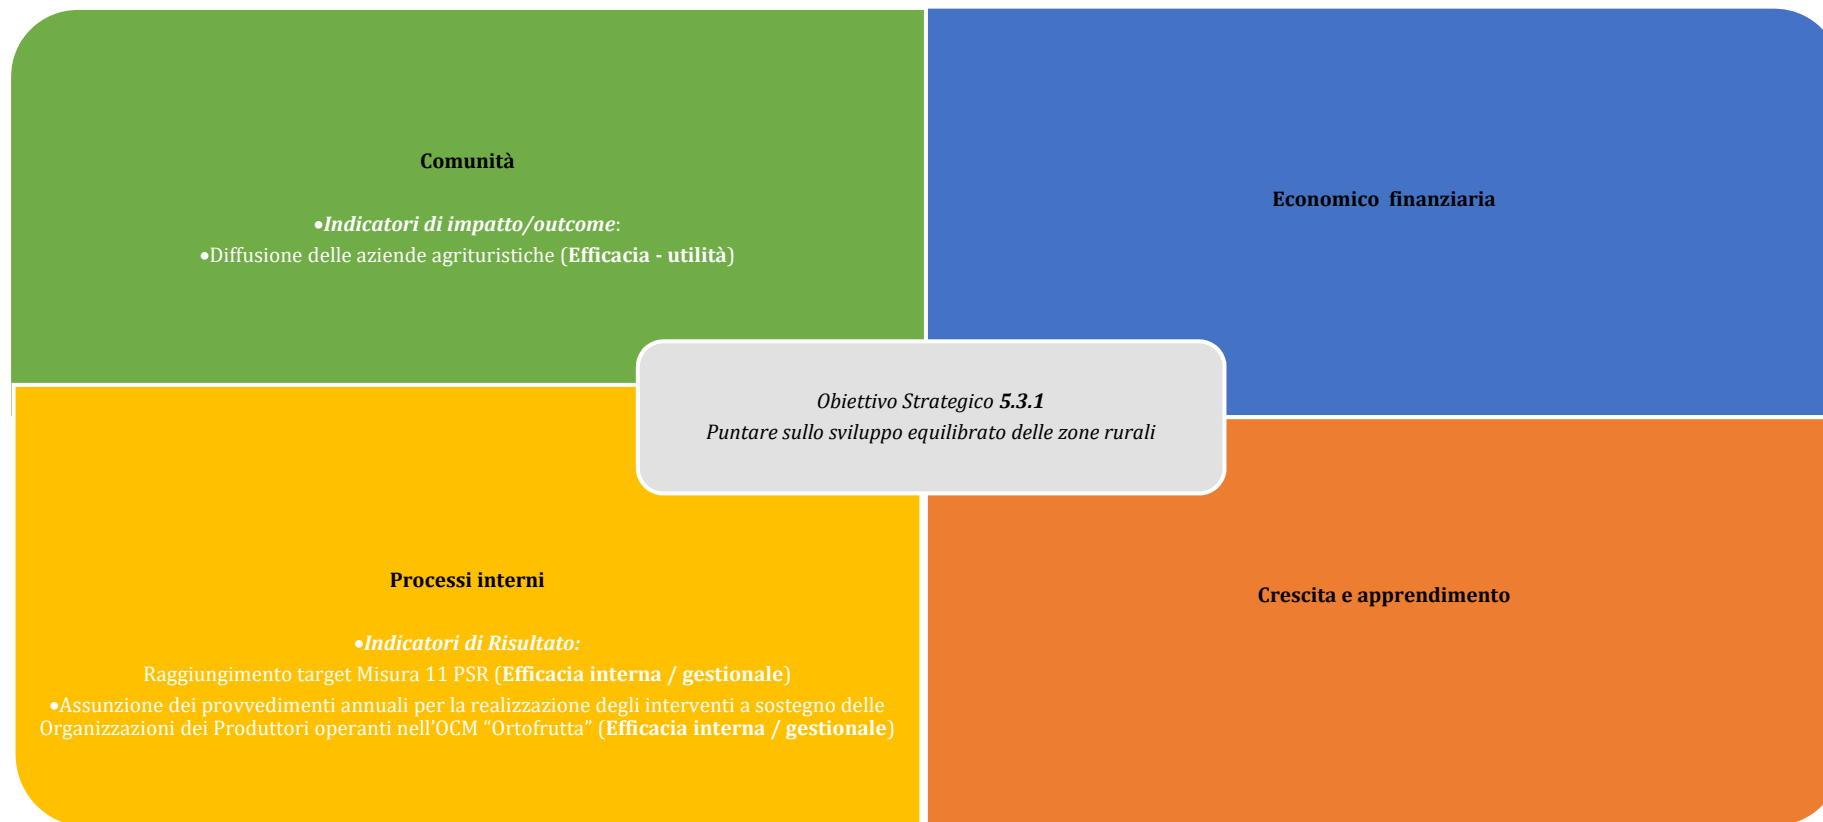 Comunità
•Indicatori di impatto/outcome:
•Diffusione delle aziende agrituristiche (Efficacia - utilità)
Economico  finanziaria
Obiettivo Strategico 5.3.1
Puntare sullo sviluppo equilibrato delle zone rurali
Processi interni
•Indicatori di Risultato:
Raggiungimento target Misura 11 PSR (Efficacia interna / gestionale)
•Assunzione dei provvedimenti annuali per la realizzazione degli interventi a sostegno delle
Organizzazioni dei Produttori operanti nell’OCM “Ortofrutta” (Efficacia interna / gestionale)
Crescita e apprendimento